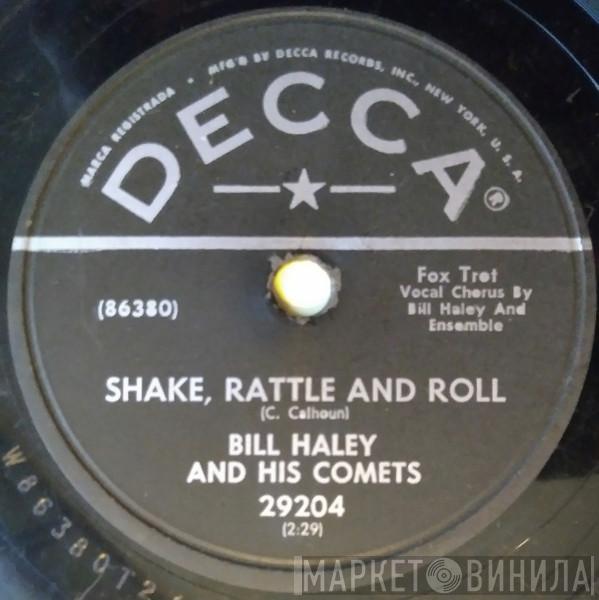 MARCA REGISTRADA • MFG'D BY DECCA RECORDS, INC., NEW YORK, U. S. A.
DECCA®
(86380)
Fox Trot
Vocal Chorus By
Bill Haley And
Ensemble
SHAKE, RATTLE AND ROLL
(C. Calhoun)
BILL HALEY
AND HIS COMETS
29204
(2:29)
W86380T2
МАРКЕТ ВИНИЛА